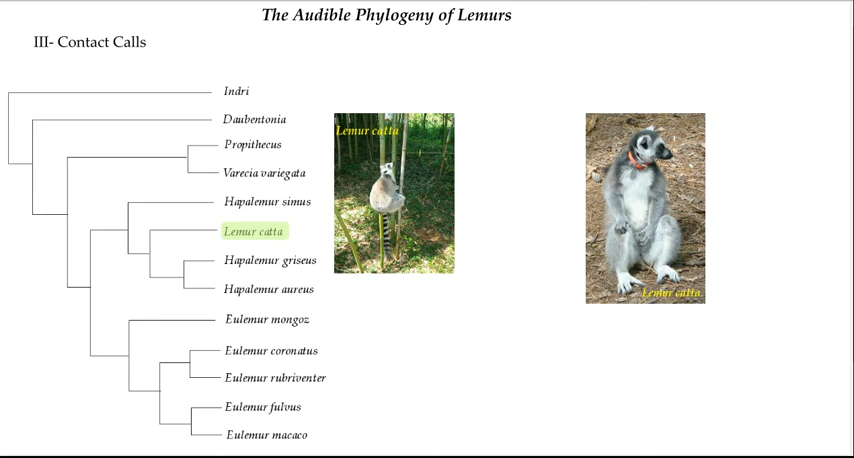 The Audible Phylogeny of Lemurs
III- Contact Calls
Indri
Daubentonia
Propithecus
Varecia variegata
Hapalemur simus
Lemur catta
Hapalemur griseus
Hapalemur aureus
Eulemur mongoz
Eulemur coronatus
Eulemur rubriventer
Eulemur fulvus
Eulemur macaco
Lemur catta
Lemur catta